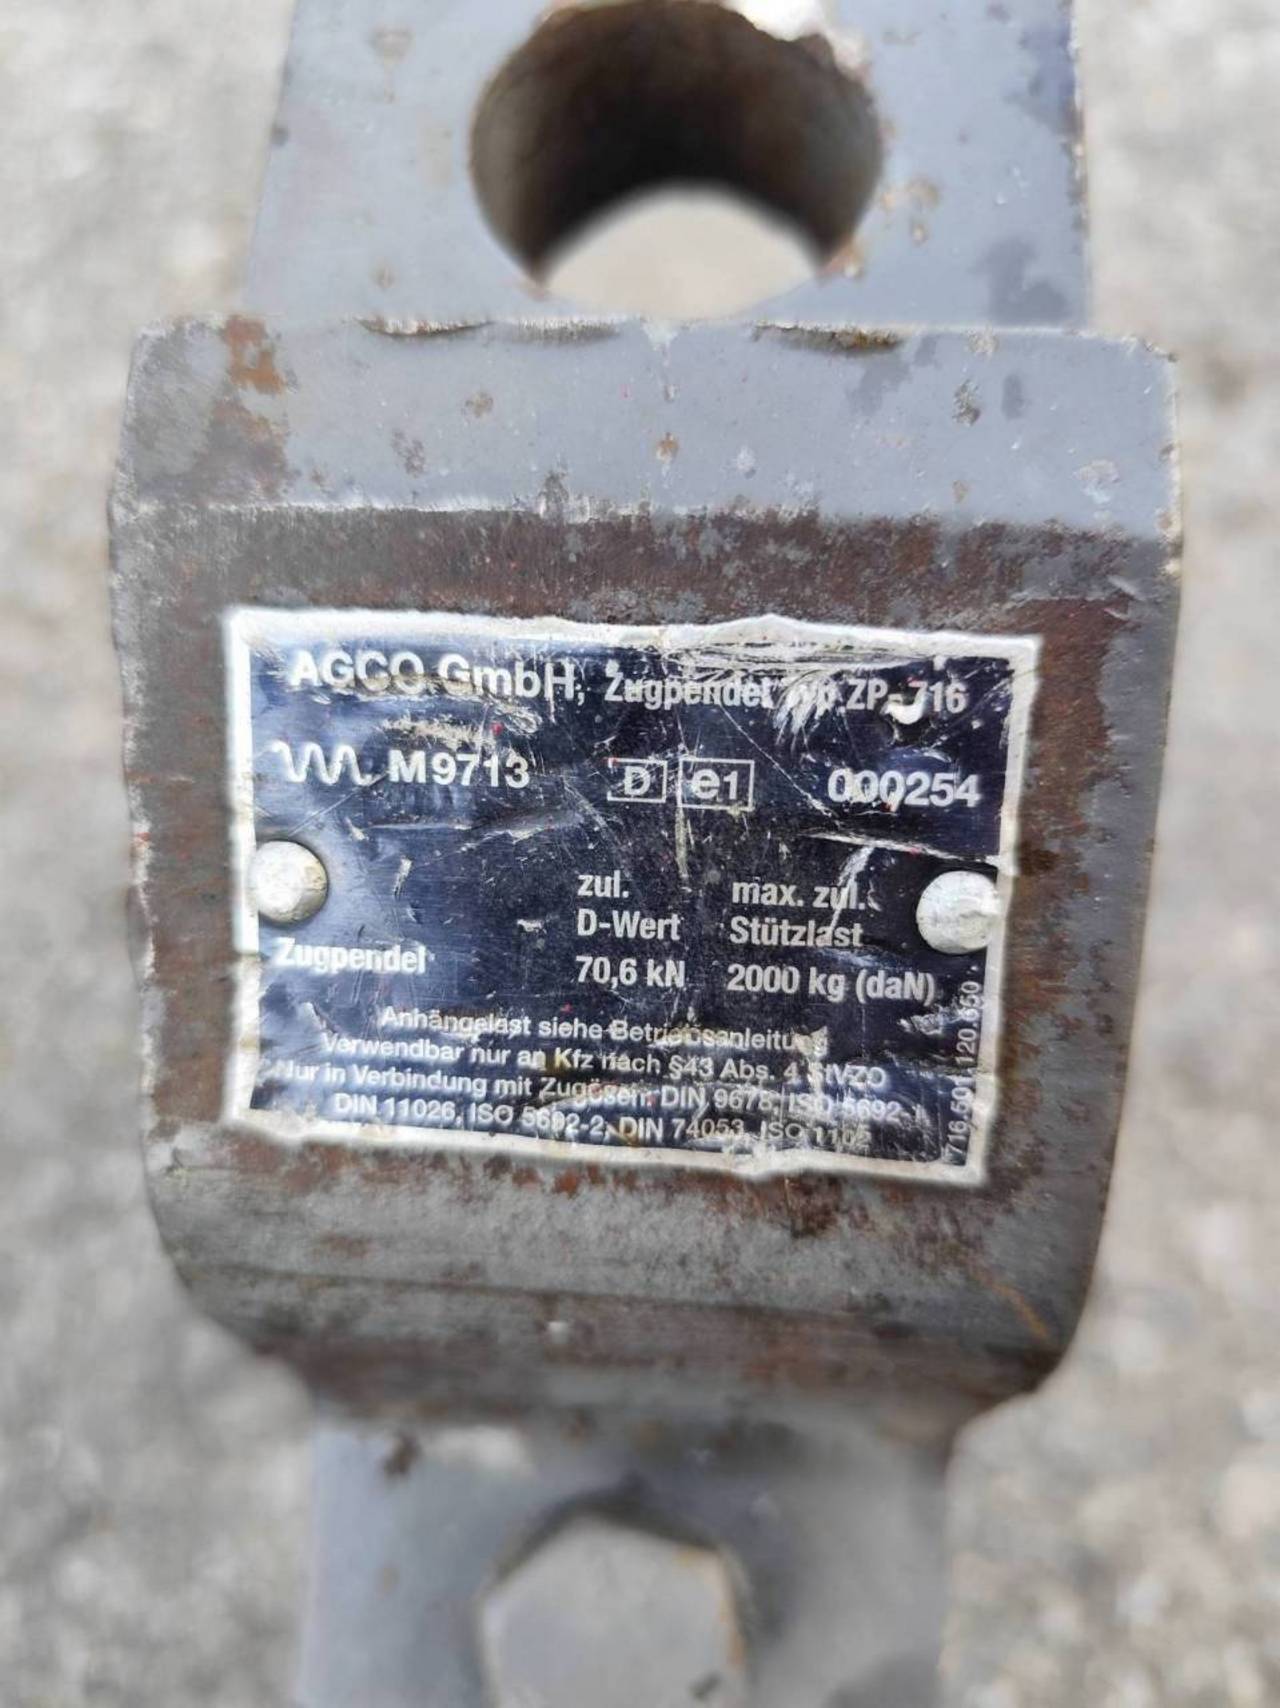 AGCO GmbH, Zugpendel Typ ZP-716
M9713 D e1 000254
zul. max. zul.
D-Wert Stützlast
Zugpendel 70,6 kN 2000 kg (daN)
Anhängelast siehe Betriebsanleitung
Verwendbar nur an Kfz nach §43 Abs. 4 StVZO
Nur in Verbindung mit Zugösen: DIN 9678, ISO 5692-1
DIN 11026, ISO 5692-2, DIN 74053, ISO
716.501.120.650